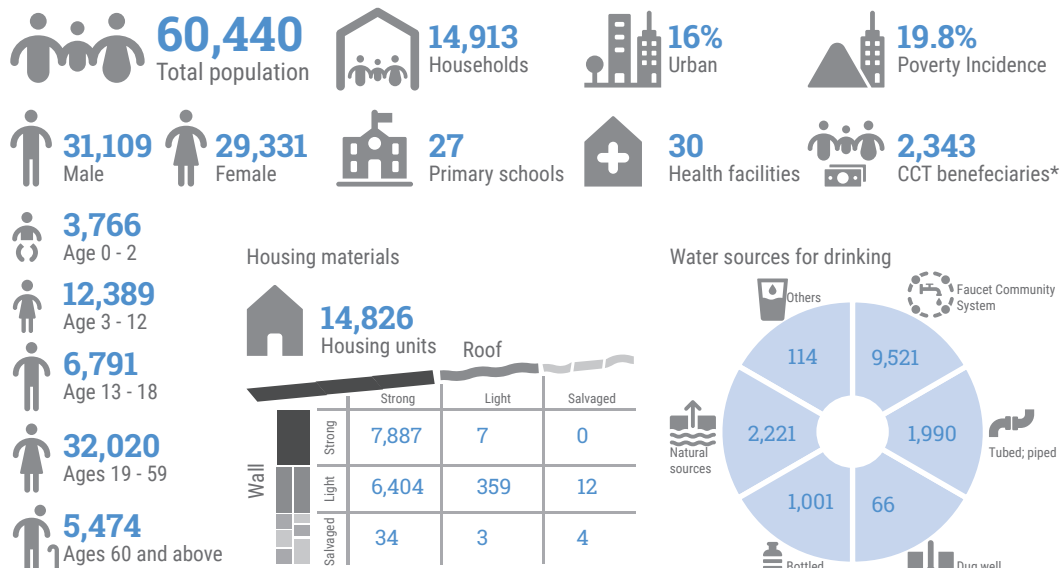 60,440
Total population
14,913
Households
16%
Urban
19.8%
Poverty Incidence
31,109
Male
29,331
Female
27
Primary schools
30
Health facilities
2,343
CCT benefeciaries*
3,766
Age 0 - 2
12,389
Age 3 - 12
6,791
Age 13 - 18
32,020
Ages 19 - 59
5,474
Ages 60 and above
Housing materials
14,826
Housing units
Roof
Strong Light Salvaged
Wall
Strong 7,887 7 0
Light 6,404 359 12
Salvaged 34 3 4
Water sources for drinking
Others
114
Faucet Community
System
9,521
Natural
sources
2,221
1,990
Tubed; piped
1,001
Bottled
66
Dug well